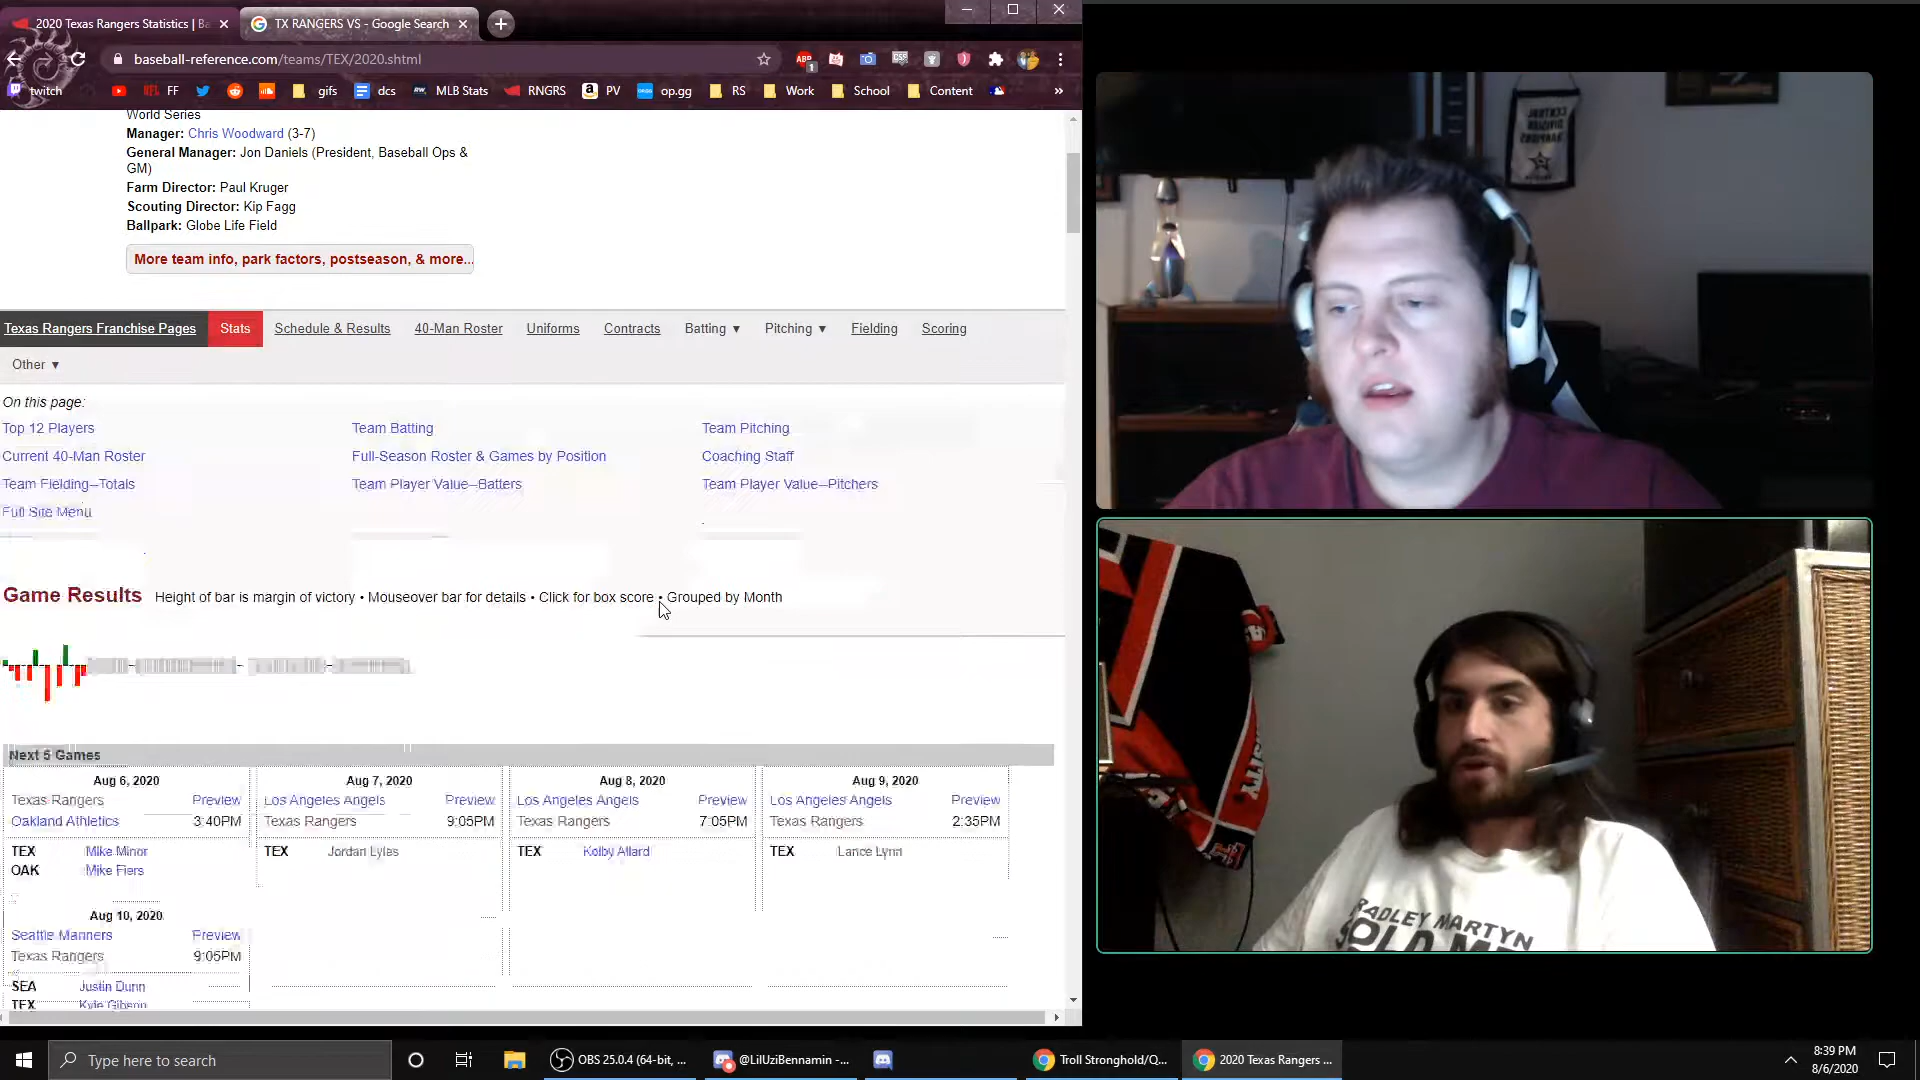 2020 Texas Rangers Statistics | Ba
TX RANGERS VS - Google Search
baseball-reference.com/teams/TEX/2020.shtml
twitch FF gifs dcs MLB Stats RNGRS PV op.gg RS Work School Content »
World Series
Manager: Chris Woodward (3-7)
General Manager: Jon Daniels (President, Baseball Ops &
GM)
Farm Director: Paul Kruger
Scouting Director: Kip Fagg
Ballpark: Globe Life Field
More team info, park factors, postseason, & more...
Texas Rangers Franchise Pages Stats Schedule & Results 40-Man Roster Uniforms Contracts Batting ▼ Pitching ▼ Fielding Scoring
Other ▼
On this page:
Top 12 Players Team Batting Team Pitching
Current 40-Man Roster Full-Season Roster & Games by Position Coaching Staff
Team Fielding--Totals Team Player Value--Batters Team Player Value--Pitchers
Full Site Menu
Game Results Height of bar is margin of victory • Mouseover bar for details • Click for box score • Grouped by Month
Next 5 Games
Aug 6, 2020 Aug 7, 2020 Aug 8, 2020 Aug 9, 2020
Texas Rangers Preview Los Angeles Angels Preview Los Angeles Angels Preview Los Angeles Angels Preview
Oakland Athletics 3:40PM Texas Rangers 9:05PM Texas Rangers 7:05PM Texas Rangers 2:35PM
TEX Mike Minor TEX Jordan Lyles TEX Kolby Allard TEX Lance Lynn
OAK Mike Fiers
Aug 10, 2020
Seattle Mariners Preview
Texas Rangers 9:05PM
SEA Justin Dunn
TEX Kyle Gibson
CENTRAL
DIVISION
CHAMPIONS
RADLEY MARTYN
Type here to search
OBS 25.0.4 (64-bit, ...
@LilUziBennamin -...
Troll Stronghold/Q...
2020 Texas Rangers ...
8:39 PM
8/6/2020